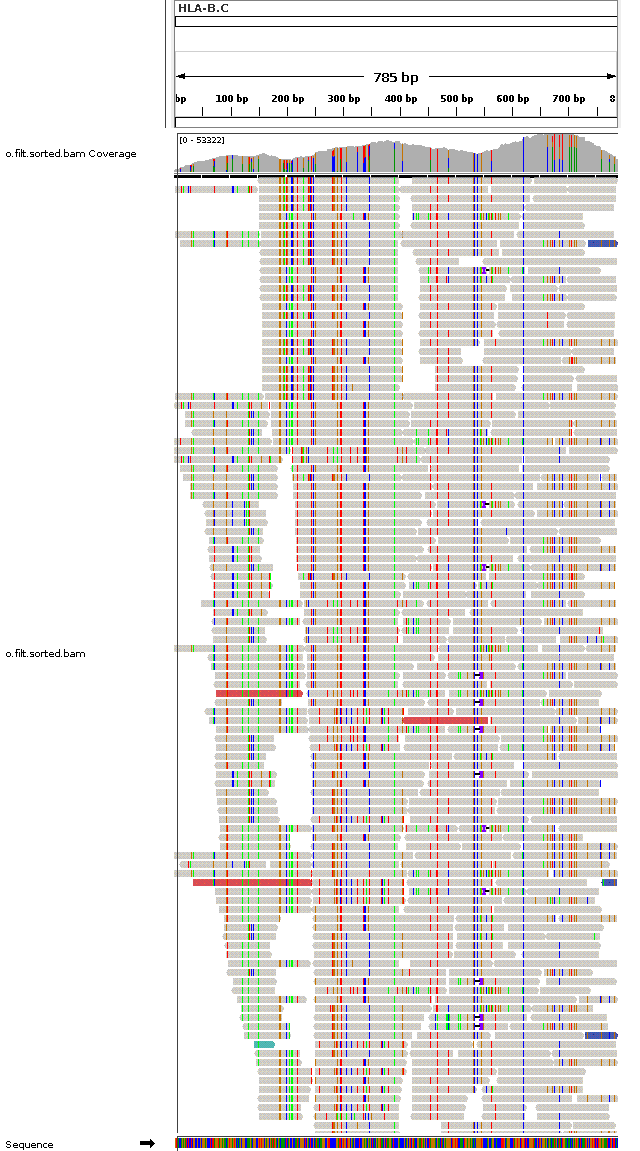 HLA-B.C
785 bp
bp 100 bp 200 bp 300 bp 400 bp 500 bp 600 bp 700 bp 8
[0 - 53322]
o.filt.sorted.bam Coverage
o.filt.sorted.bam
Sequence